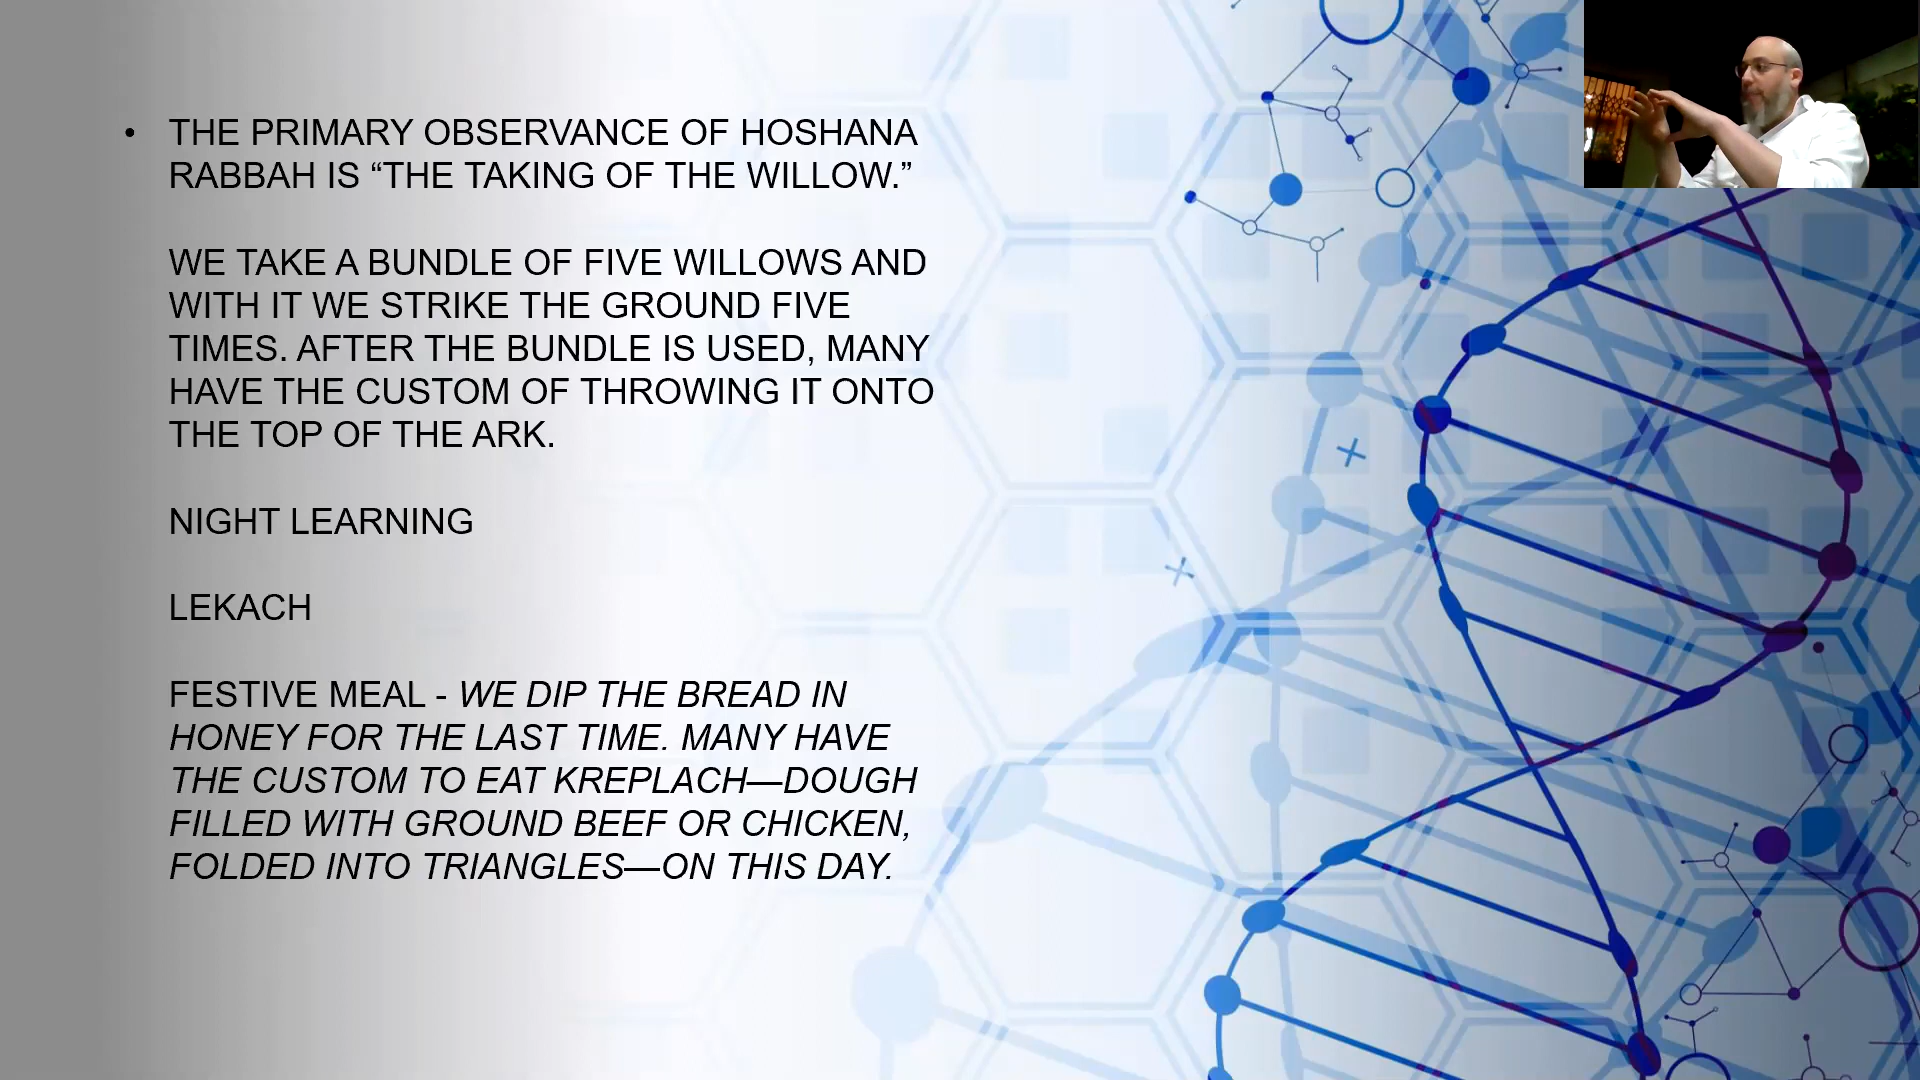 • THE PRIMARY OBSERVANCE OF HOSHANA
RABBAH IS “THE TAKING OF THE WILLOW.”
WE TAKE A BUNDLE OF FIVE WILLOWS AND
WITH IT WE STRIKE THE GROUND FIVE
TIMES. AFTER THE BUNDLE IS USED, MANY
HAVE THE CUSTOM OF THROWING IT ONTO
THE TOP OF THE ARK.
NIGHT LEARNING
LEKACH
FESTIVE MEAL - WE DIP THE BREAD IN
HONEY FOR THE LAST TIME. MANY HAVE
THE CUSTOM TO EAT KREPLACH—DOUGH
FILLED WITH GROUND BEEF OR CHICKEN,
FOLDED INTO TRIANGLES—ON THIS DAY.